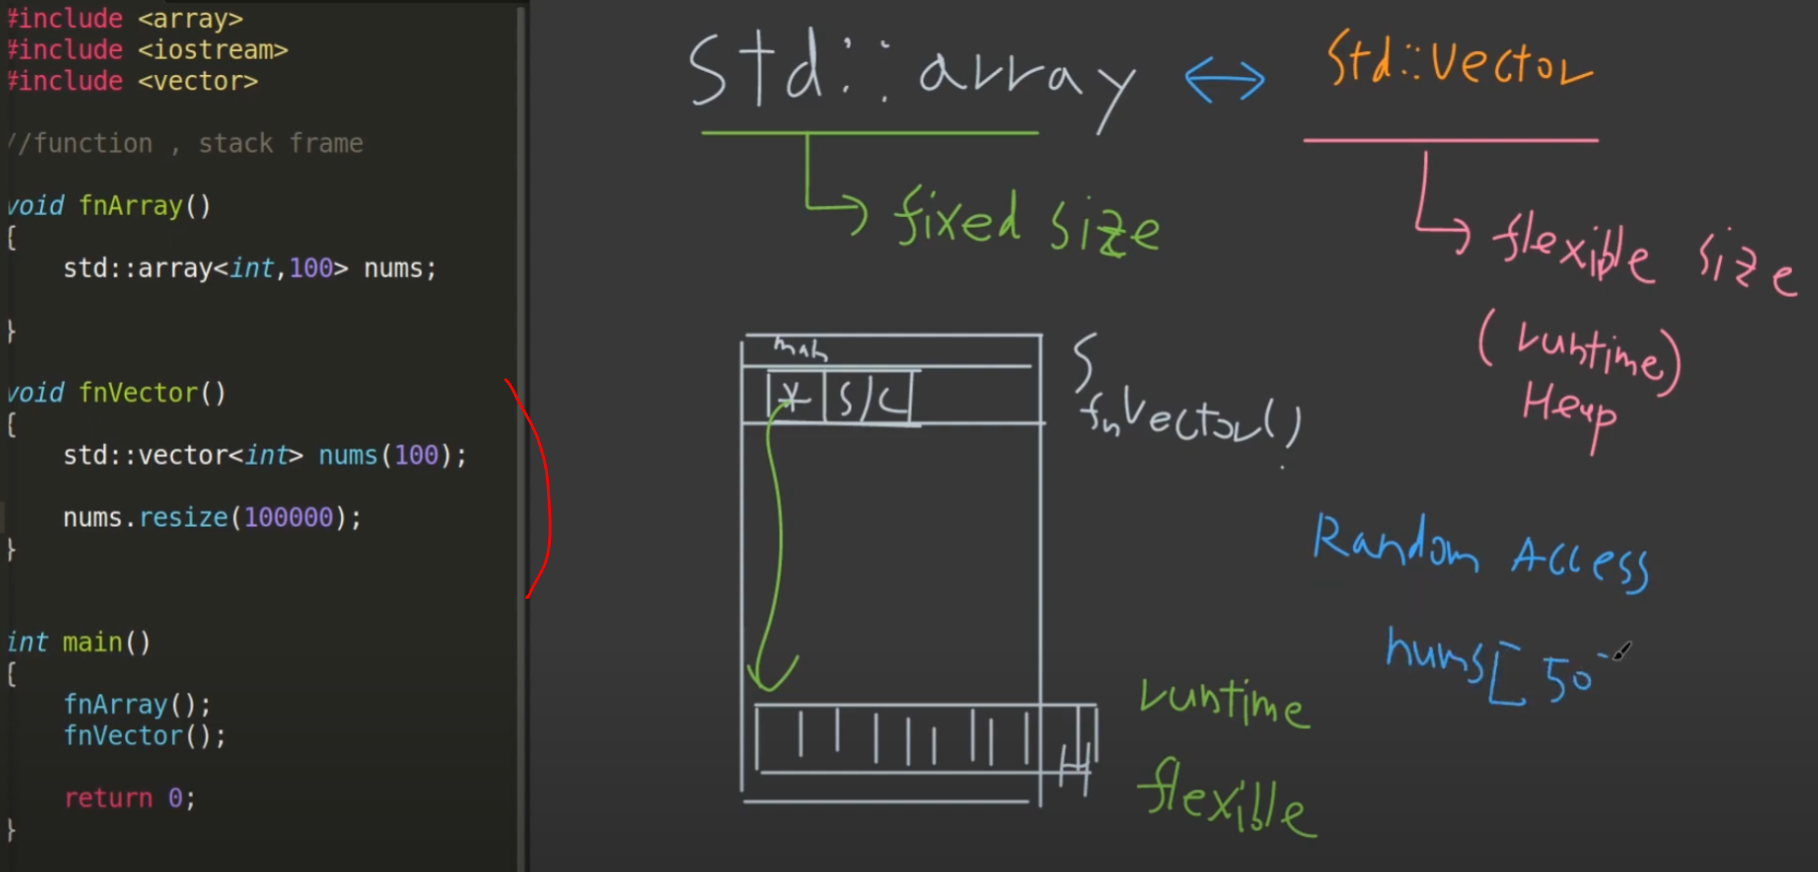 #include <array>
#include <iostream>
#include <vector>
//function , stack frame
void fnArray()
{
std::array<int,100> nums;
}
void fnVector()
{
std::vector<int> nums(100);
nums.resize(100000);
}
int main()
{
fnArray();
fnVector();
return 0;
}
std::array ↔ std::vector
fixed size
flexible size
(runtime)
Heap
main
S
* S/C
fnVector()
Random Access
nums[50
runtime
H
flexible